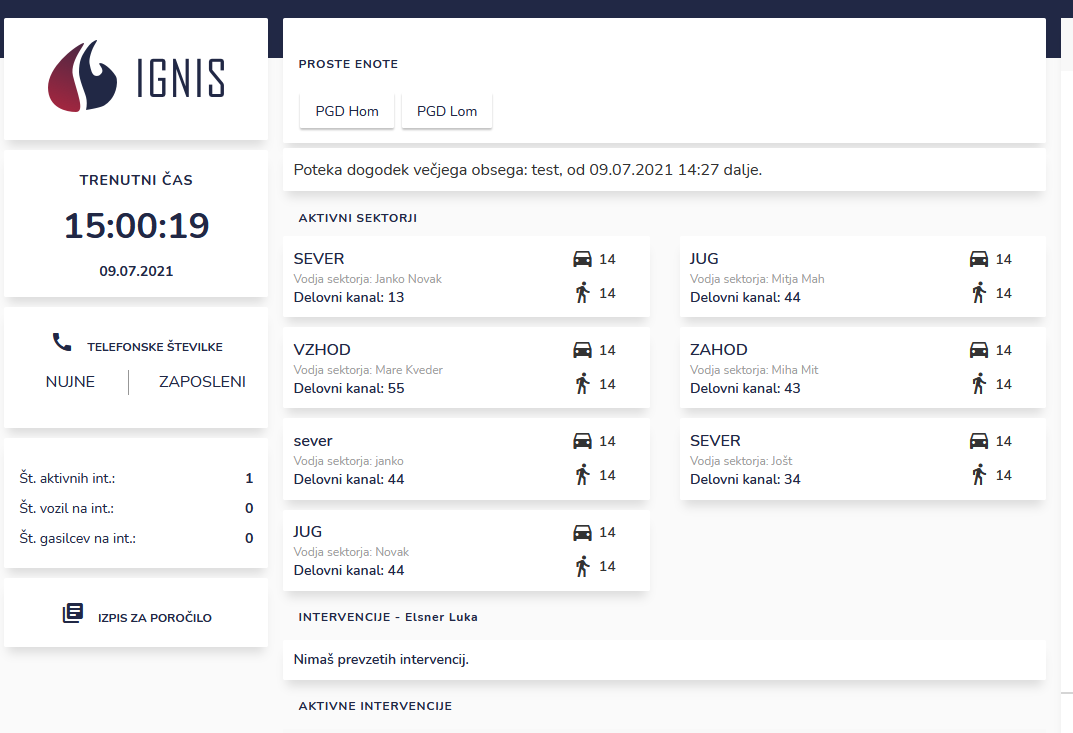 IGNIS
TRENUTNI ČAS
15:00:19
09.07.2021
TELEFONSKE ŠTEVILKE
NUJNE
ZAPOSLENI
Št. aktivnih int.: 1
Št. vozil na int.: 0
Št. gasilcev na int.: 0
IZPIS ZA POROČILO
PROSTE ENOTE
PGD Hom
PGD Lom
Poteka dogodek večjega obsega: test, od 09.07.2021 14:27 dalje.
AKTIVNI SEKTORJI
SEVER 14
Vodja sektorja: Janko Novak
Delovni kanal: 13 14
JUG 14
Vodja sektorja: Mitja Mah
Delovni kanal: 44 14
VZHOD 14
Vodja sektorja: Mare Kveder
Delovni kanal: 55 14
ZAHOD 14
Vodja sektorja: Miha Mit
Delovni kanal: 43 14
sever 14
Vodja sektorja: janko
Delovni kanal: 44 14
SEVER 14
Vodja sektorja: Jošt
Delovni kanal: 34 14
JUG 14
Vodja sektorja: Novak
Delovni kanal: 44 14
INTERVENCIJE - Elsner Luka
Nimaš prevzetih intervencij.
AKTIVNE INTERVENCIJE